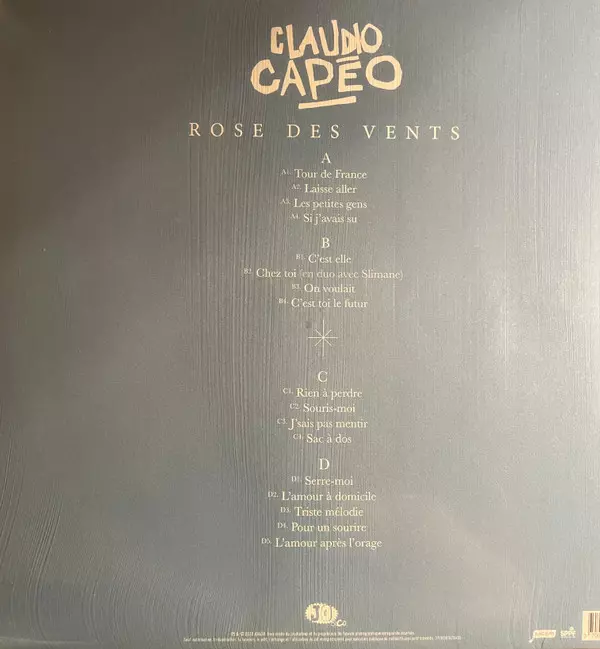 CLAUDIO
CAPÉO
ROSE DES VENTS
A
A1. Tour de France
A2. Laisse aller
A3. Les petites gens
A4. Si j'avais su
B
B1. C'est elle
B2. Chez toi (en duo avec Slimane)
B3. On voulait
B4. C'est toi le futur
C
C1. Rien à perdre
C2. Souris-moi
C3. J'sais pas mentir
C4. Sac à dos
D
D1. Serre-moi
D2. L'amour à domicile
D3. Triste mélodie
D4. Pour un sourire
D5. L'amour après l'orage
JO
&CO